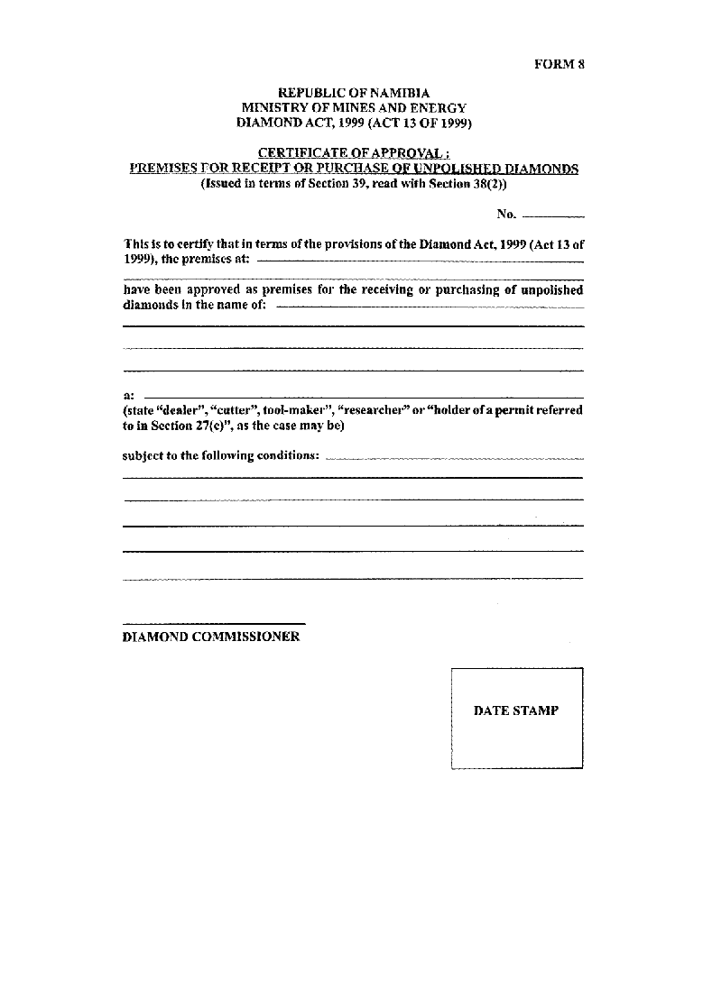 FORM 8
REPUBLIC OF NAMIBIA
MINISTRY OF MINES AND ENERGY
DIAMOND ACT, 1999 (ACT 13 OF 1999)
CERTIFICATE OF APPROVAL :
PREMISES FOR RECEIPT OR PURCHASE OF UNPOLISHED DIAMONDS
(Issued in terms of Section 39, read with Section 38(2))
No.
This is to certify that in terms of the provisions of the Diamond Act, 1999 (Act 13 of
1999), the premises at:
have been approved as premises for the receiving or purchasing of unpolished
diamonds in the name of:
a:
(state “dealer”, “cutter”, tool-maker”, “researcher” or “holder of a permit referred
to in Section 27(c)”, as the case may be)
subject to the following conditions:
DIAMOND COMMISSIONER
DATE STAMP